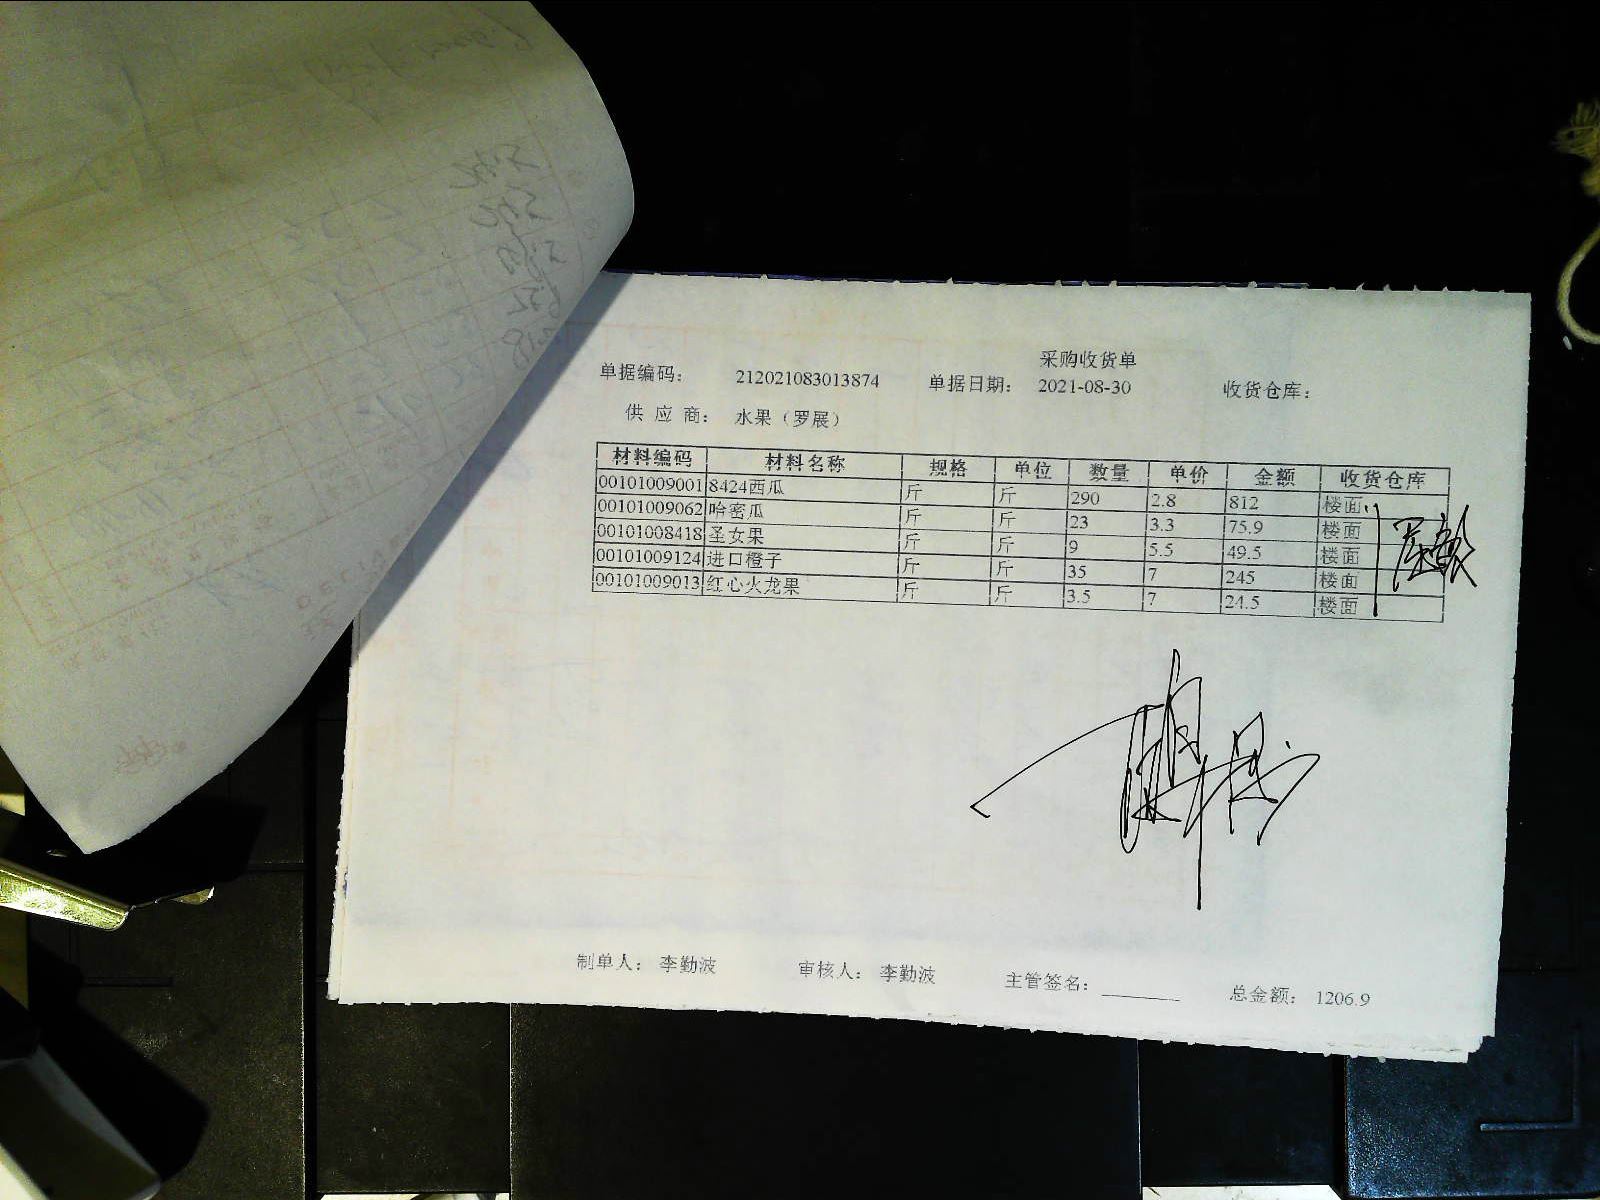 采购收货单
单据编码： 212021083013874 单据日期： 2021-08-30 收货仓库：
供 应 商： 水果（罗展）
材料编码 材料名称 规格 单位 数量 单价 金额 收货仓库
00101009001 8424西瓜 斤 斤 290 2.8 812 楼面
00101009062 哈密瓜 斤 斤 23 3.3 75.9 楼面
00101008418 圣女果 斤 斤 9 5.5 49.5 楼面
00101009124 进口橙子 斤 斤 35 7 245 楼面
00101009013 红心火龙果 斤 斤 3.5 7 24.5 楼面
制单人： 李勤波 审核人： 李勤波 主管签名： 总金额： 1206.9